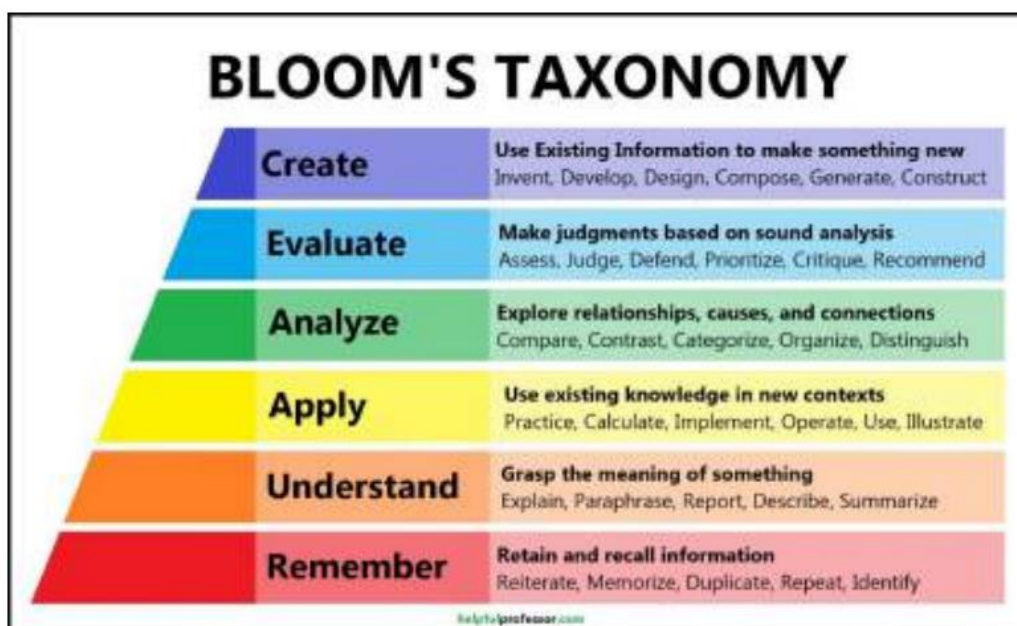 BLOOM'S TAXONOMY
Create
Use Existing Information to make something new
Invent, Develop, Design, Compose, Generate, Construct
Evaluate
Make judgments based on sound analysis
Assess, Judge, Defend, Prioritize, Critique, Recommend
Analyze
Explore relationships, causes, and connections
Compare, Contrast, Categorize, Organize, Distinguish
Apply
Use existing knowledge in new contexts
Practice, Calculate, Implement, Operate, Use, Illustrate
Understand
Grasp the meaning of something
Explain, Paraphrase, Report, Describe, Summarize
Remember
Retain and recall information
Reiterate, Memorize, Duplicate, Repeat, Identify
helpfulprofessor.com